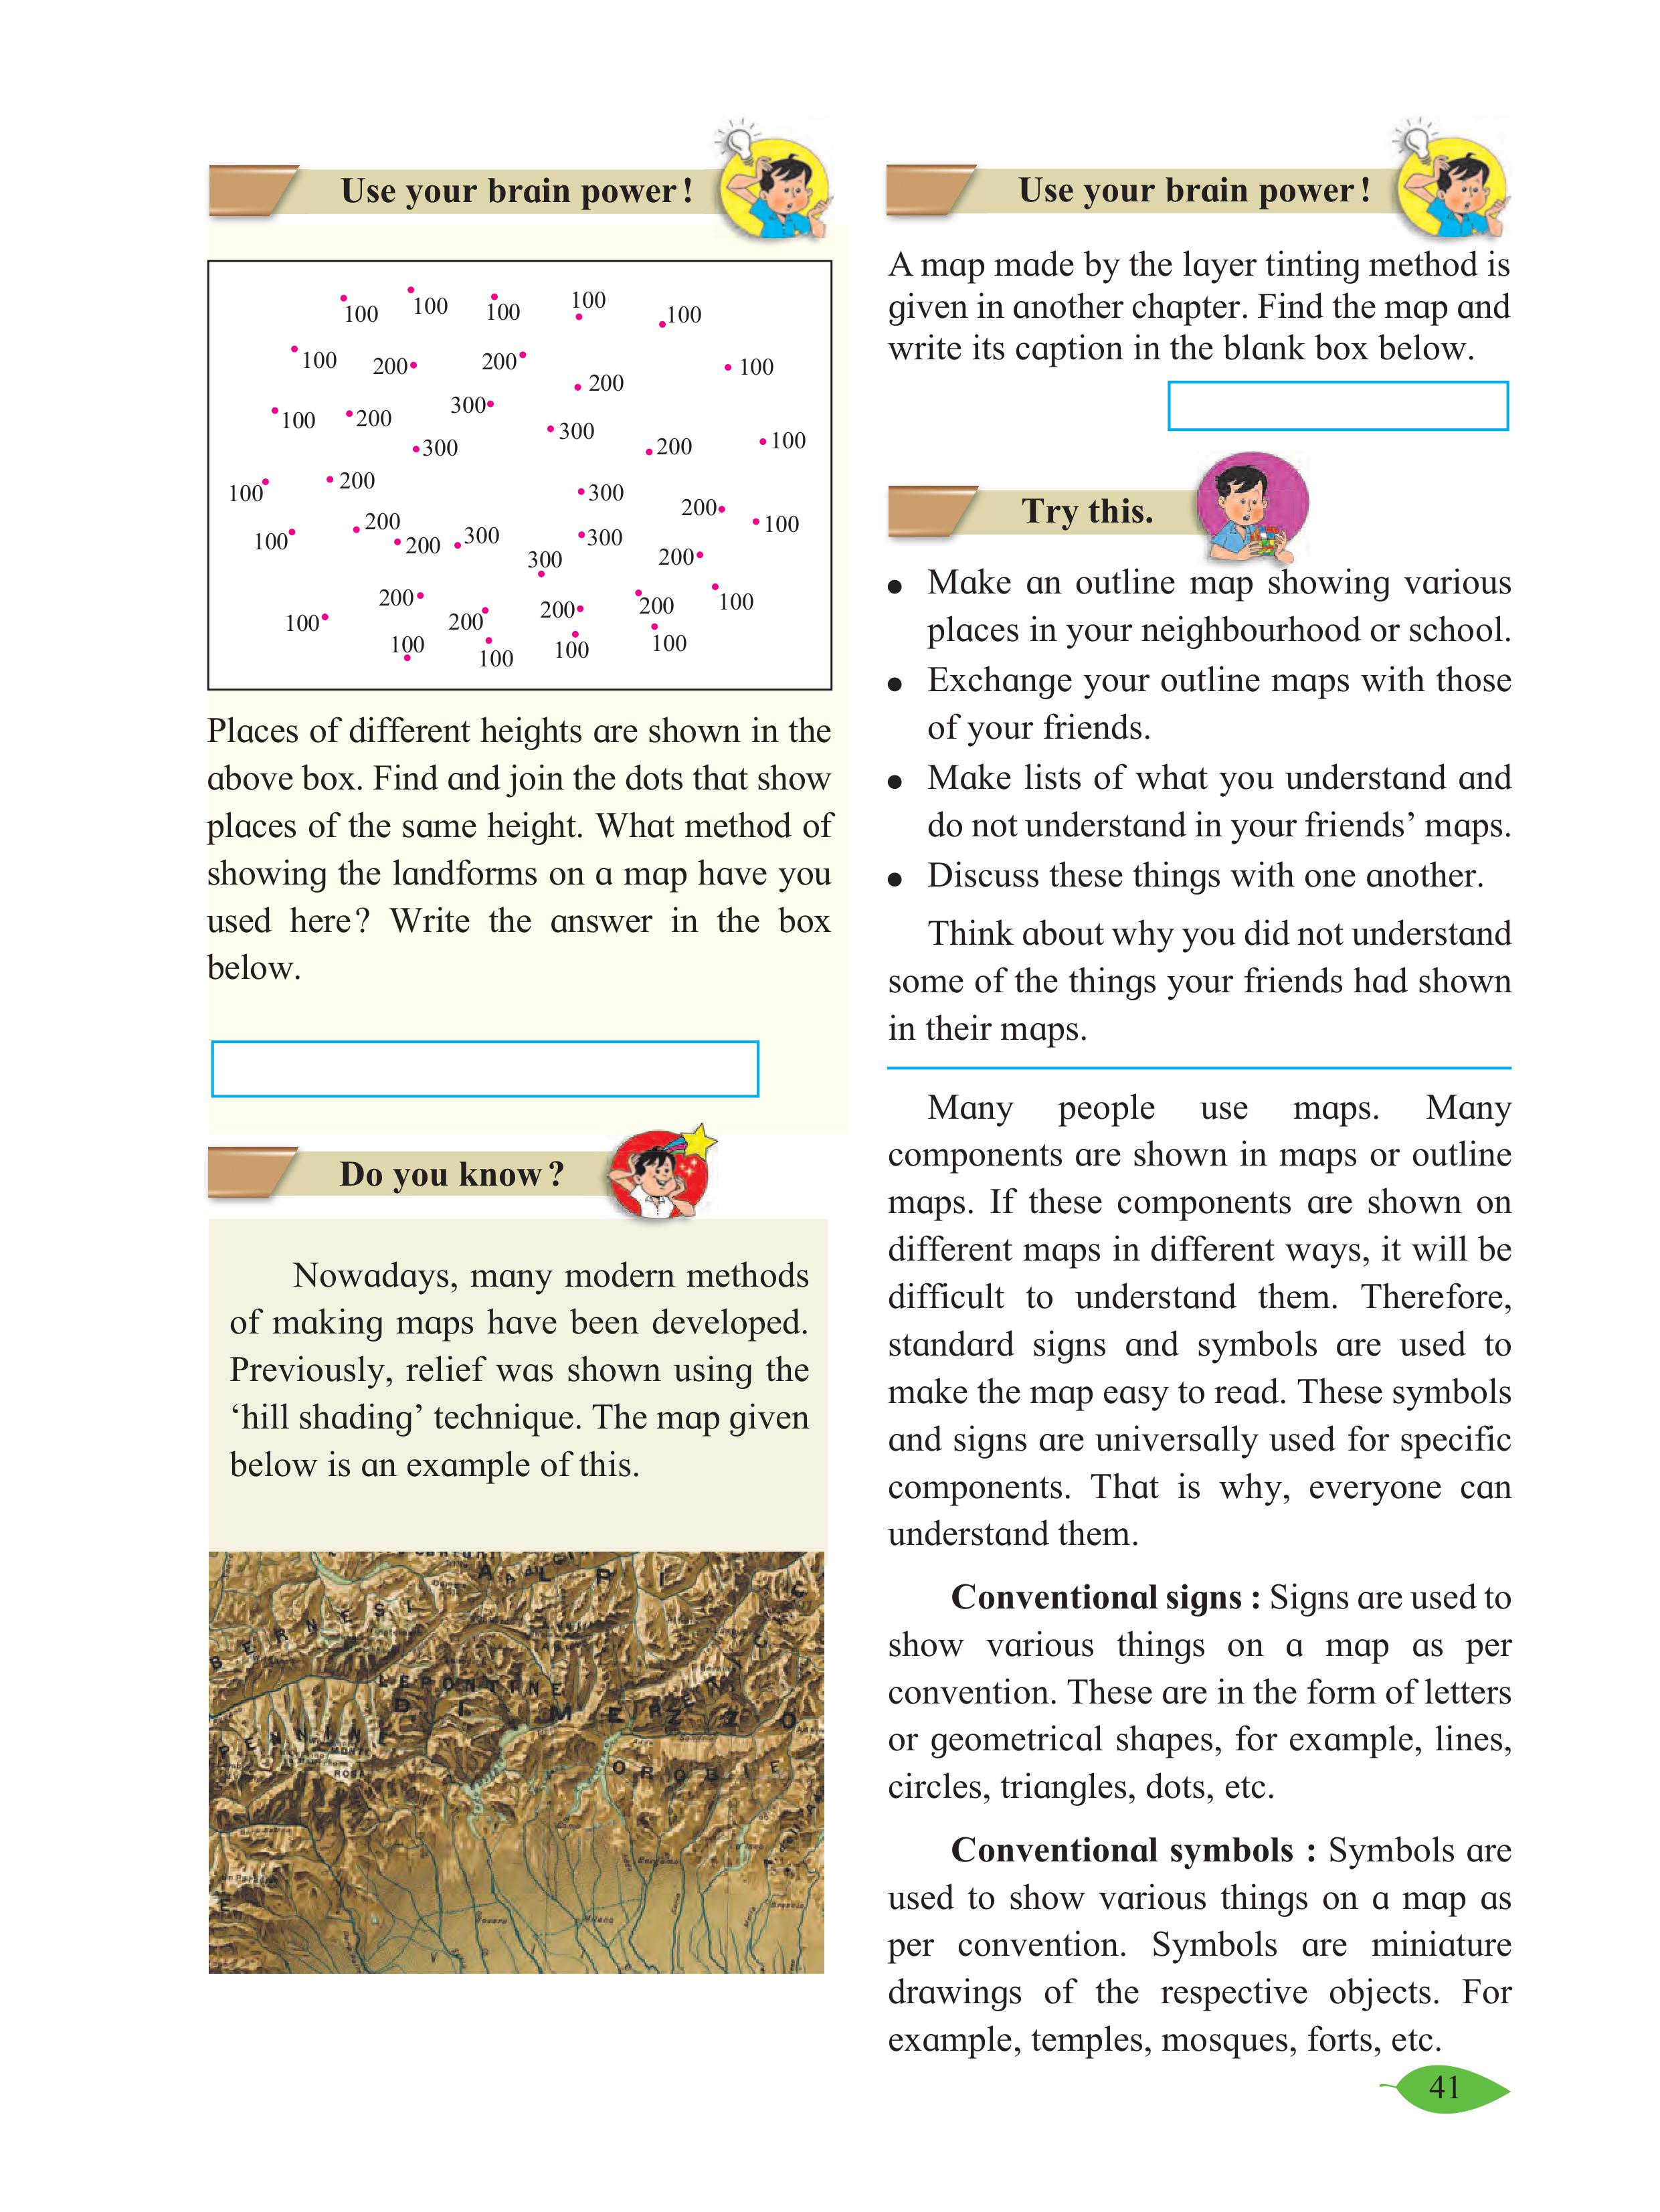 Use your brain power!
100
100
100
100
100
100
200
200
200
100
100
200
300
300
300
200
100
100
200
300
200
100
100
200
200
300
300
300
200
100
200
200
200
200
100
100
100
100
100
Places of different heights are shown in the
above box. Find and join the dots that show
places of the same height. What method of
showing the landforms on a map have you
used here? Write the answer in the box
below.
Do you know?
Nowadays, many modern methods
of making maps have been developed.
Previously, relief was shown using the
‘hill shading’ technique. The map given
below is an example of this.
BERNESI
LEPONTINE
PENNINE
MONTE
ROSA
OROBIE
Novara
Milano
Bergamo
Brescia
Use your brain power!
A map made by the layer tinting method is
given in another chapter. Find the map and
write its caption in the blank box below.
Try this.
● Make an outline map showing various
places in your neighbourhood or school.
● Exchange your outline maps with those
of your friends.
● Make lists of what you understand and
do not understand in your friends’ maps.
● Discuss these things with one another.
Think about why you did not understand
some of the things your friends had shown
in their maps.
Many people use maps. Many
components are shown in maps or outline
maps. If these components are shown on
different maps in different ways, it will be
difficult to understand them. Therefore,
standard signs and symbols are used to
make the map easy to read. These symbols
and signs are universally used for specific
components. That is why, everyone can
understand them.
Conventional signs : Signs are used to
show various things on a map as per
convention. These are in the form of letters
or geometrical shapes, for example, lines,
circles, triangles, dots, etc.
Conventional symbols : Symbols are
used to show various things on a map as
per convention. Symbols are miniature
drawings of the respective objects. For
example, temples, mosques, forts, etc.
41